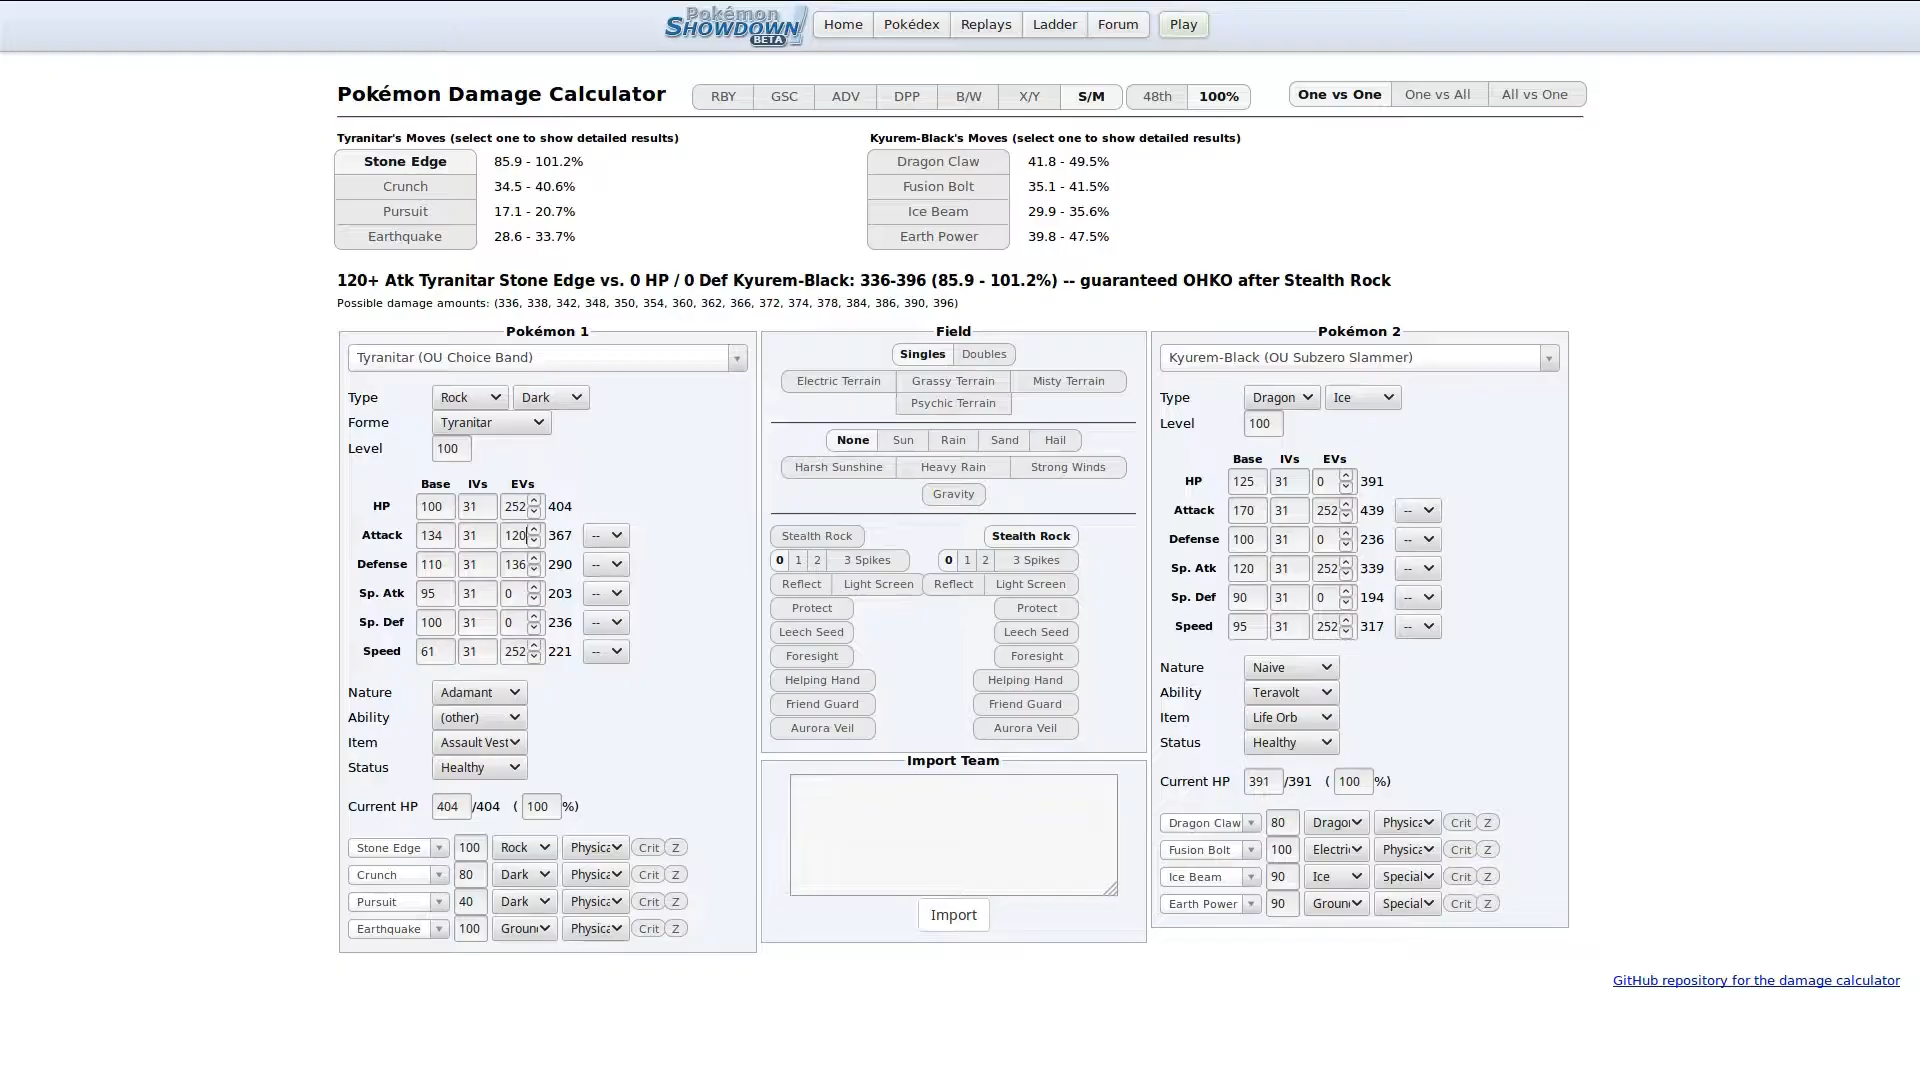 Pokémon SHOWDOWN! BETA Home Pokédex Replays Ladder Forum Play
Pokémon Damage Calculator RBY GSC ADV DPP B/W X/Y S/M 48th 100% One vs One One vs All All vs One
Tyranitar's Moves (select one to show detailed results) Kyurem-Black's Moves (select one to show detailed results)
Stone Edge 85.9 - 101.2% Dragon Claw 41.8 - 49.5%
Crunch 34.5 - 40.6% Fusion Bolt 35.1 - 41.5%
Pursuit 17.1 - 20.7% Ice Beam 29.9 - 35.6%
Earthquake 28.6 - 33.7% Earth Power 39.8 - 47.5%
120+ Atk Tyranitar Stone Edge vs. 0 HP / 0 Def Kyurem-Black: 336-396 (85.9 - 101.2%) -- guaranteed OHKO after Stealth Rock
Possible damage amounts: (336, 338, 342, 348, 350, 354, 360, 362, 366, 372, 374, 378, 384, 386, 390, 396)
Pokémon 1
Tyranitar (OU Choice Band)
Type Rock Dark
Forme Tyranitar
Level 100
Base IVs EVs
HP 100 31 252 404
Attack 134 31 120 367 --
Defense 110 31 136 290 --
Sp. Atk 95 31 0 203 --
Sp. Def 100 31 0 236 --
Speed 61 31 252 221 --
Nature Adamant
Ability (other)
Item Assault Vest
Status Healthy
Current HP 404 /404 ( 100 %)
Stone Edge 100 Rock Physica Crit Z
Crunch 80 Dark Physica Crit Z
Pursuit 40 Dark Physica Crit Z
Earthquake 100 Groun Physica Crit Z
Field
Singles Doubles
Electric Terrain Grassy Terrain Misty Terrain
Psychic Terrain
None Sun Rain Sand Hail
Harsh Sunshine Heavy Rain Strong Winds
Gravity
Stealth Rock Stealth Rock
0 1 2 3 Spikes 0 1 2 3 Spikes
Reflect Light Screen Reflect Light Screen
Protect Protect
Leech Seed Leech Seed
Foresight Foresight
Helping Hand Helping Hand
Friend Guard Friend Guard
Aurora Veil Aurora Veil
Import Team
Import
Pokémon 2
Kyurem-Black (OU Subzero Slammer)
Type Dragon Ice
Level 100
Base IVs EVs
HP 125 31 0 391
Attack 170 31 252 439 --
Defense 100 31 0 236 --
Sp. Atk 120 31 252 339 --
Sp. Def 90 31 0 194 --
Speed 95 31 252 317 --
Nature Naive
Ability Teravolt
Item Life Orb
Status Healthy
Current HP 391 /391 ( 100 %)
Dragon Claw 80 Drago Physica Crit Z
Fusion Bolt 100 Electri Physica Crit Z
Ice Beam 90 Ice Special Crit Z
Earth Power 90 Groun Special Crit Z
GitHub repository for the damage calculator